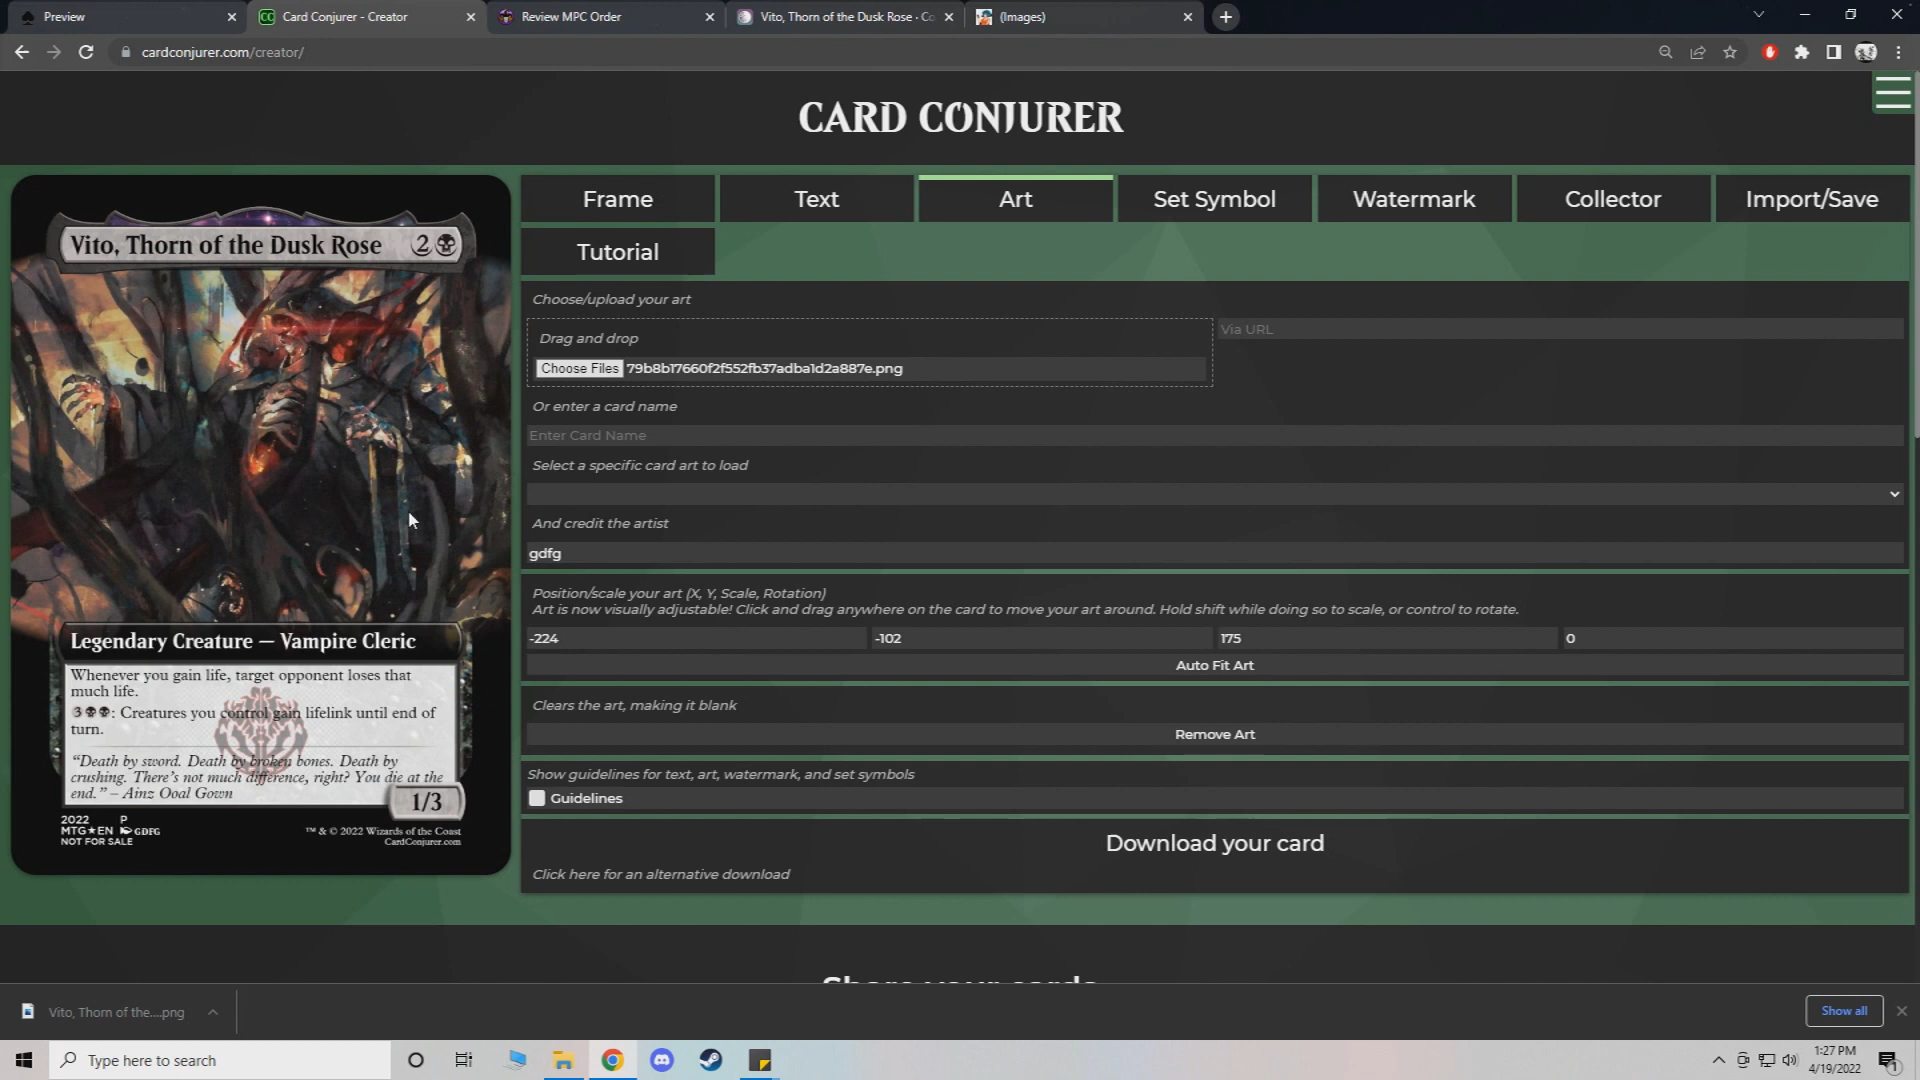 Preview
Card Conjurer - Creator
Review MPC Order
Vito, Thorn of the Dusk Rose · Co
(Images)
cardconjurer.com/creator/
CARD CONJURER
Frame
Text
Art
Set Symbol
Watermark
Collector
Import/Save
Tutorial
Vito, Thorn of the Dusk Rose 2
Legendary Creature — Vampire Cleric
Whenever you gain life, target opponent loses that
much life.
3: Creatures you control gain lifelink until end of
turn.
“Death by sword. Death by broken bones. Death by
crushing. There’s not much difference, right? You die at the
end.” – Ainz Ooal Gown
1/3
2022 P
MTG★EN GDFG
NOT FOR SALE
™ & © 2022 Wizards of the Coast
CardConjurer.com
Choose/upload your art
Drag and drop
Choose Files 79b8b17660f2f552fb37adba1d2a887e.png
Via URL
Or enter a card name
Enter Card Name
Select a specific card art to load
And credit the artist
gdfg
Position/scale your art (X, Y, Scale, Rotation)
Art is now visually adjustable! Click and drag anywhere on the card to move your art around. Hold shift while doing so to scale, or control to rotate.
-224
-102
175
0
Auto Fit Art
Clears the art, making it blank
Remove Art
Show guidelines for text, art, watermark, and set symbols
Guidelines
Download your card
Click here for an alternative download
Share your cards
Vito, Thorn of the....png
Show all
Type here to search
1:27 PM
4/19/2022
1